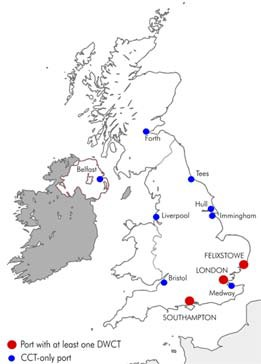 Forth
Belfast
Tees
Hull
Liverpool
Immingham
FELIXSTOWE
LONDON
Bristol
Medway
SOUTHAMPTON
Port with at least one DWCT
CCT-only port